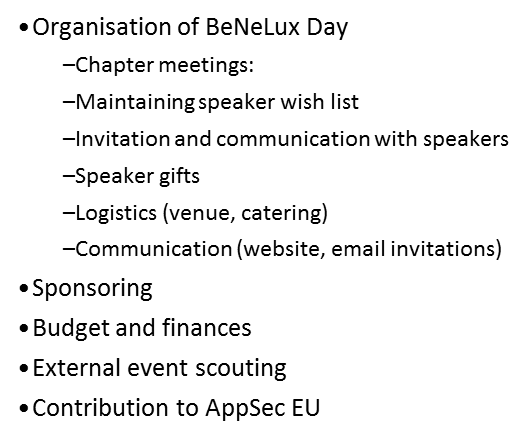 •Organisation of BeNeLux Day
–Chapter meetings:
–Maintaining speaker wish list
–Invitation and communication with speakers
–Speaker gifts
–Logistics (venue, catering)
–Communication (website, email invitations)
•Sponsoring
•Budget and finances
•External event scouting
•Contribution to AppSec EU